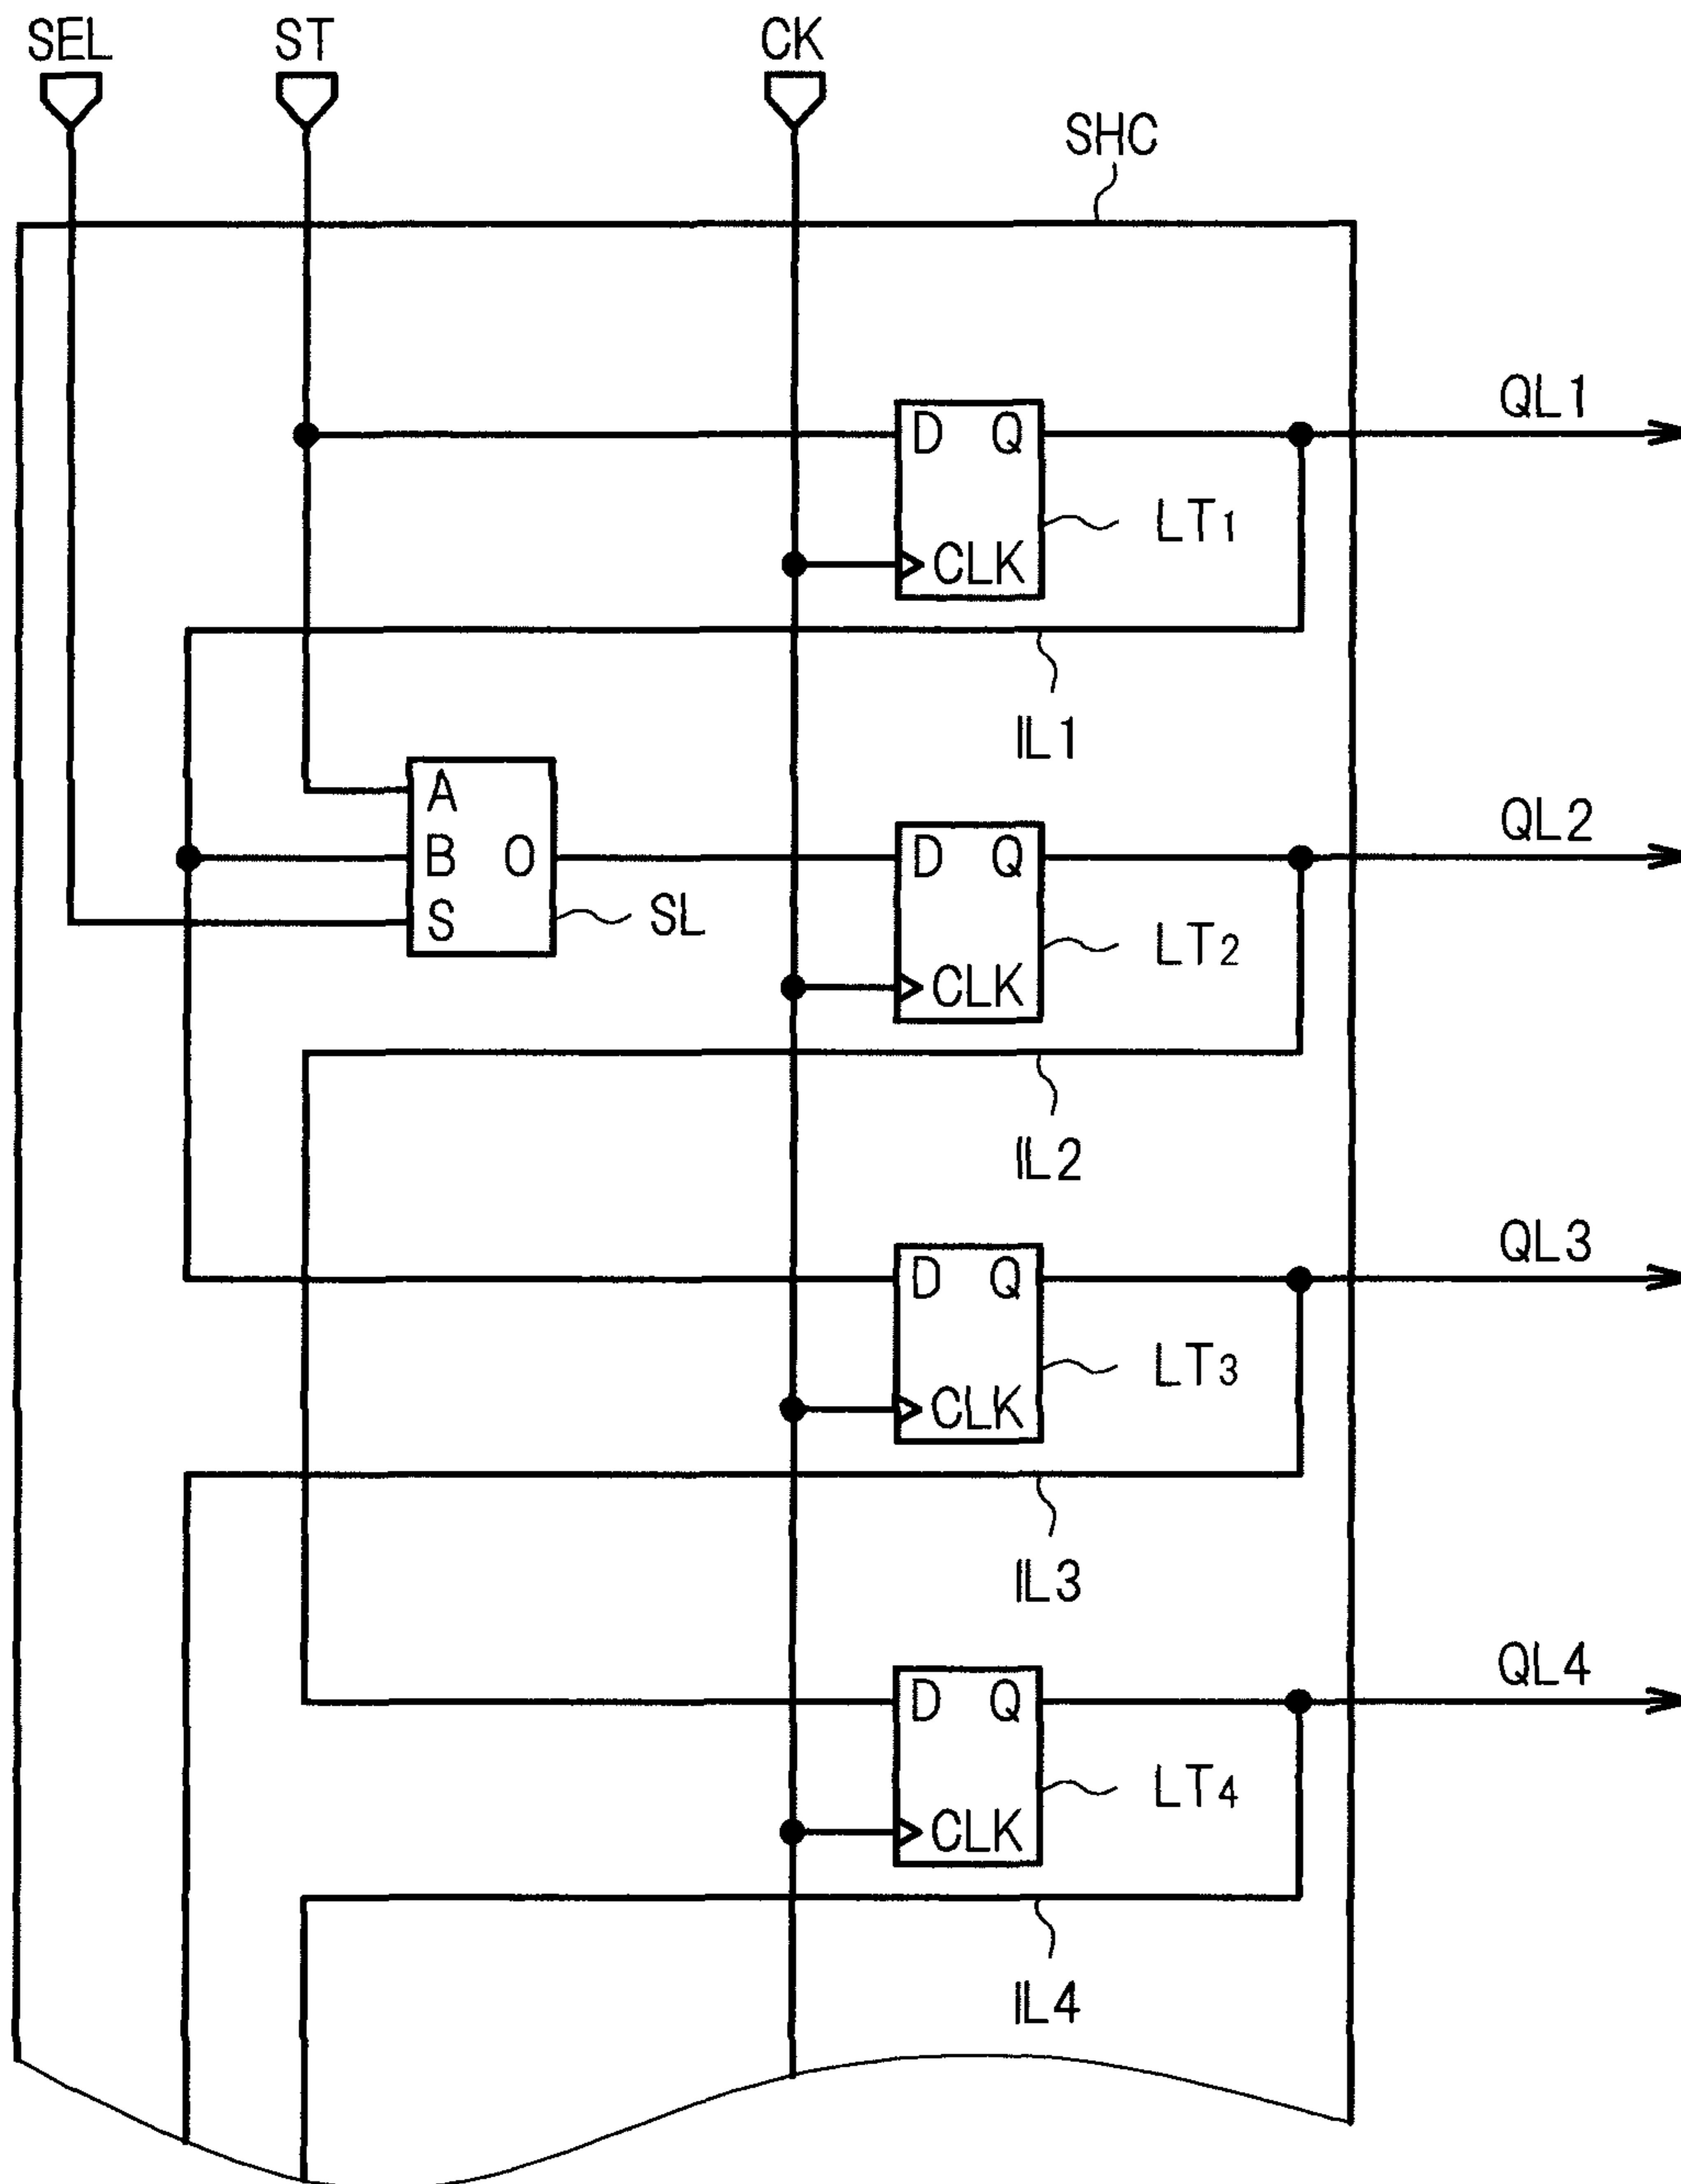 SEL ST CK
SHC
QL1
D Q
LT1
CLK
IL1
A
QL2
B O D Q
S SL
LT2
CLK
IL2
QL3
D Q
LT3
CLK
IL3
QL4
D Q
LT4
CLK
IL4